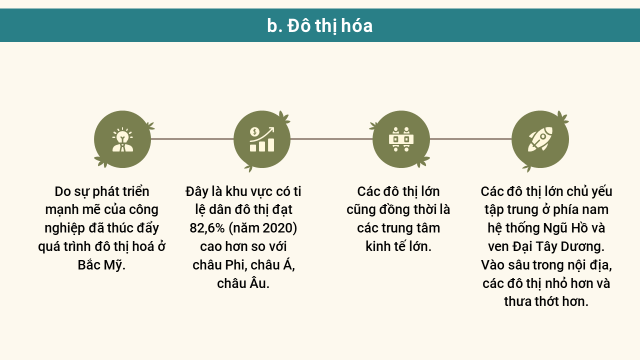 b. Đô thị hóa
Do sự phát triển
mạnh mẽ của công
nghiệp đã thúc đẩy
quá trình đô thị hoá ở
Bắc Mỹ.
Đây là khu vực có ti
lệ dân đô thị đạt
82,6% (năm 2020)
cao hơn so với
châu Phi, châu Á,
châu Âu.
Các đô thị lớn
cũng đồng thời là
các trung tâm
kinh tế lớn.
Các đô thị lớn chủ yếu
tập trung ở phía nam
hệ thống Ngũ Hồ và
ven Đại Tây Dương.
Vào sâu trong nội địa,
các đô thị nhỏ hơn và
thưa thớt hơn.